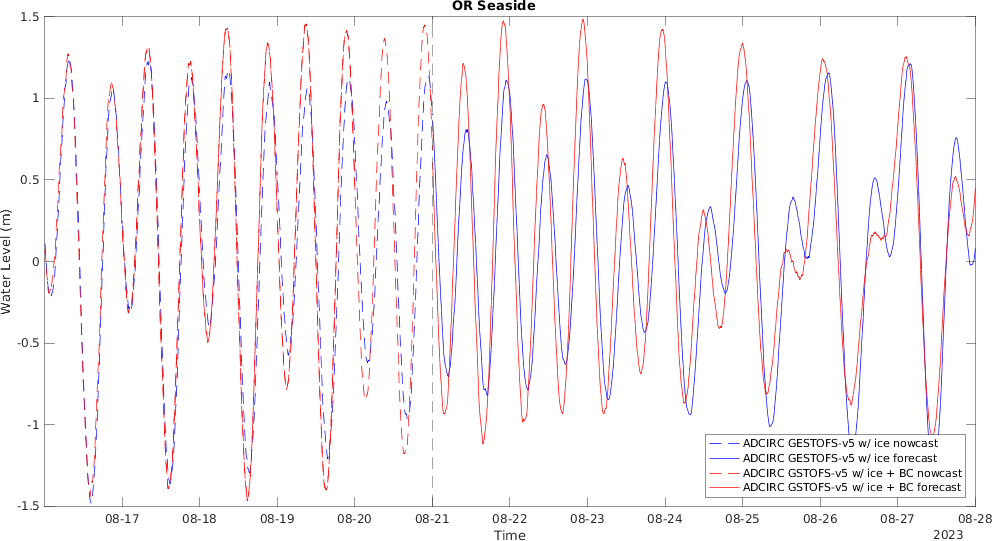 OR Seaside
1.5
1
0.5
0
-0.5
-1
-1.5
Water Level (m)
08-17 08-18 08-19 08-20 08-21 08-22 08-23 08-24 08-25 08-26 08-27 08-28
Time
2023
ADCIRC GESTOFS-v5 w/ ice nowcast
ADCIRC GESTOFS-v5 w/ ice forecast
ADCIRC GSTOFS-v5 w/ ice + BC nowcast
ADCIRC GSTOFS-v5 w/ ice + BC forecast